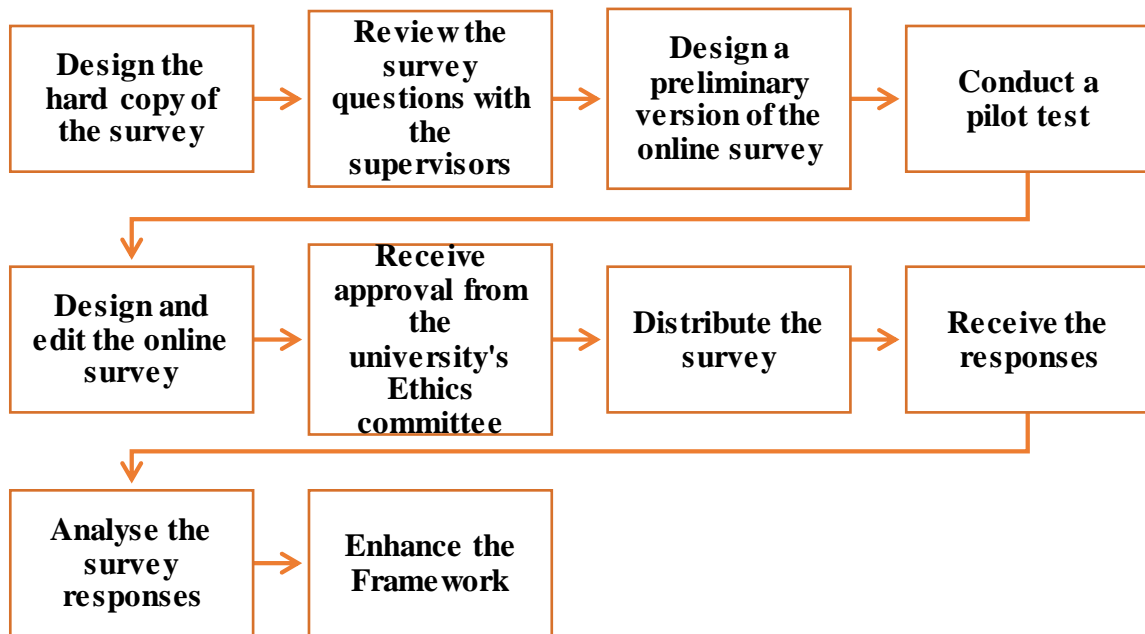 Design the
hard copy of
the survey
Review the
survey
questions with
the
supervisors
Design a
preliminary
version of the
online survey
Conduct a
pilot test
Design and
edit the online
survey
Receive
approval from
the
university's
Ethics
committee
Distribute the
survey
Receive the
responses
Analyse the
survey
responses
Enhance the
Framework